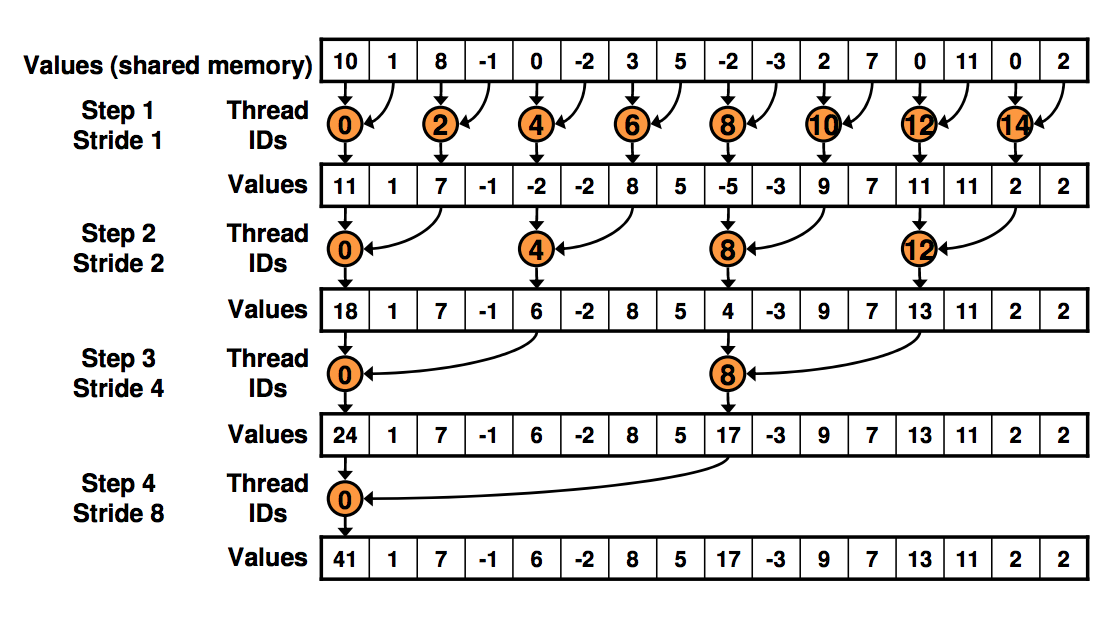 Values (shared memory) 10 1 8 -1 0 -2 3 5 -2 -3 2 7 0 11 0 2
Step 1 Thread
Stride 1 IDs
0 2 4 6 8 10 12 14
Values 11 1 7 -1 -2 -2 8 5 -5 -3 9 7 11 11 2 2
Step 2 Thread
Stride 2 IDs
0 4 8 12
Values 18 1 7 -1 6 -2 8 5 4 -3 9 7 13 11 2 2
Step 3 Thread
Stride 4 IDs
0 8
Values 24 1 7 -1 6 -2 8 5 17 -3 9 7 13 11 2 2
Step 4 Thread
Stride 8 IDs
0
Values 41 1 7 -1 6 -2 8 5 17 -3 9 7 13 11 2 2